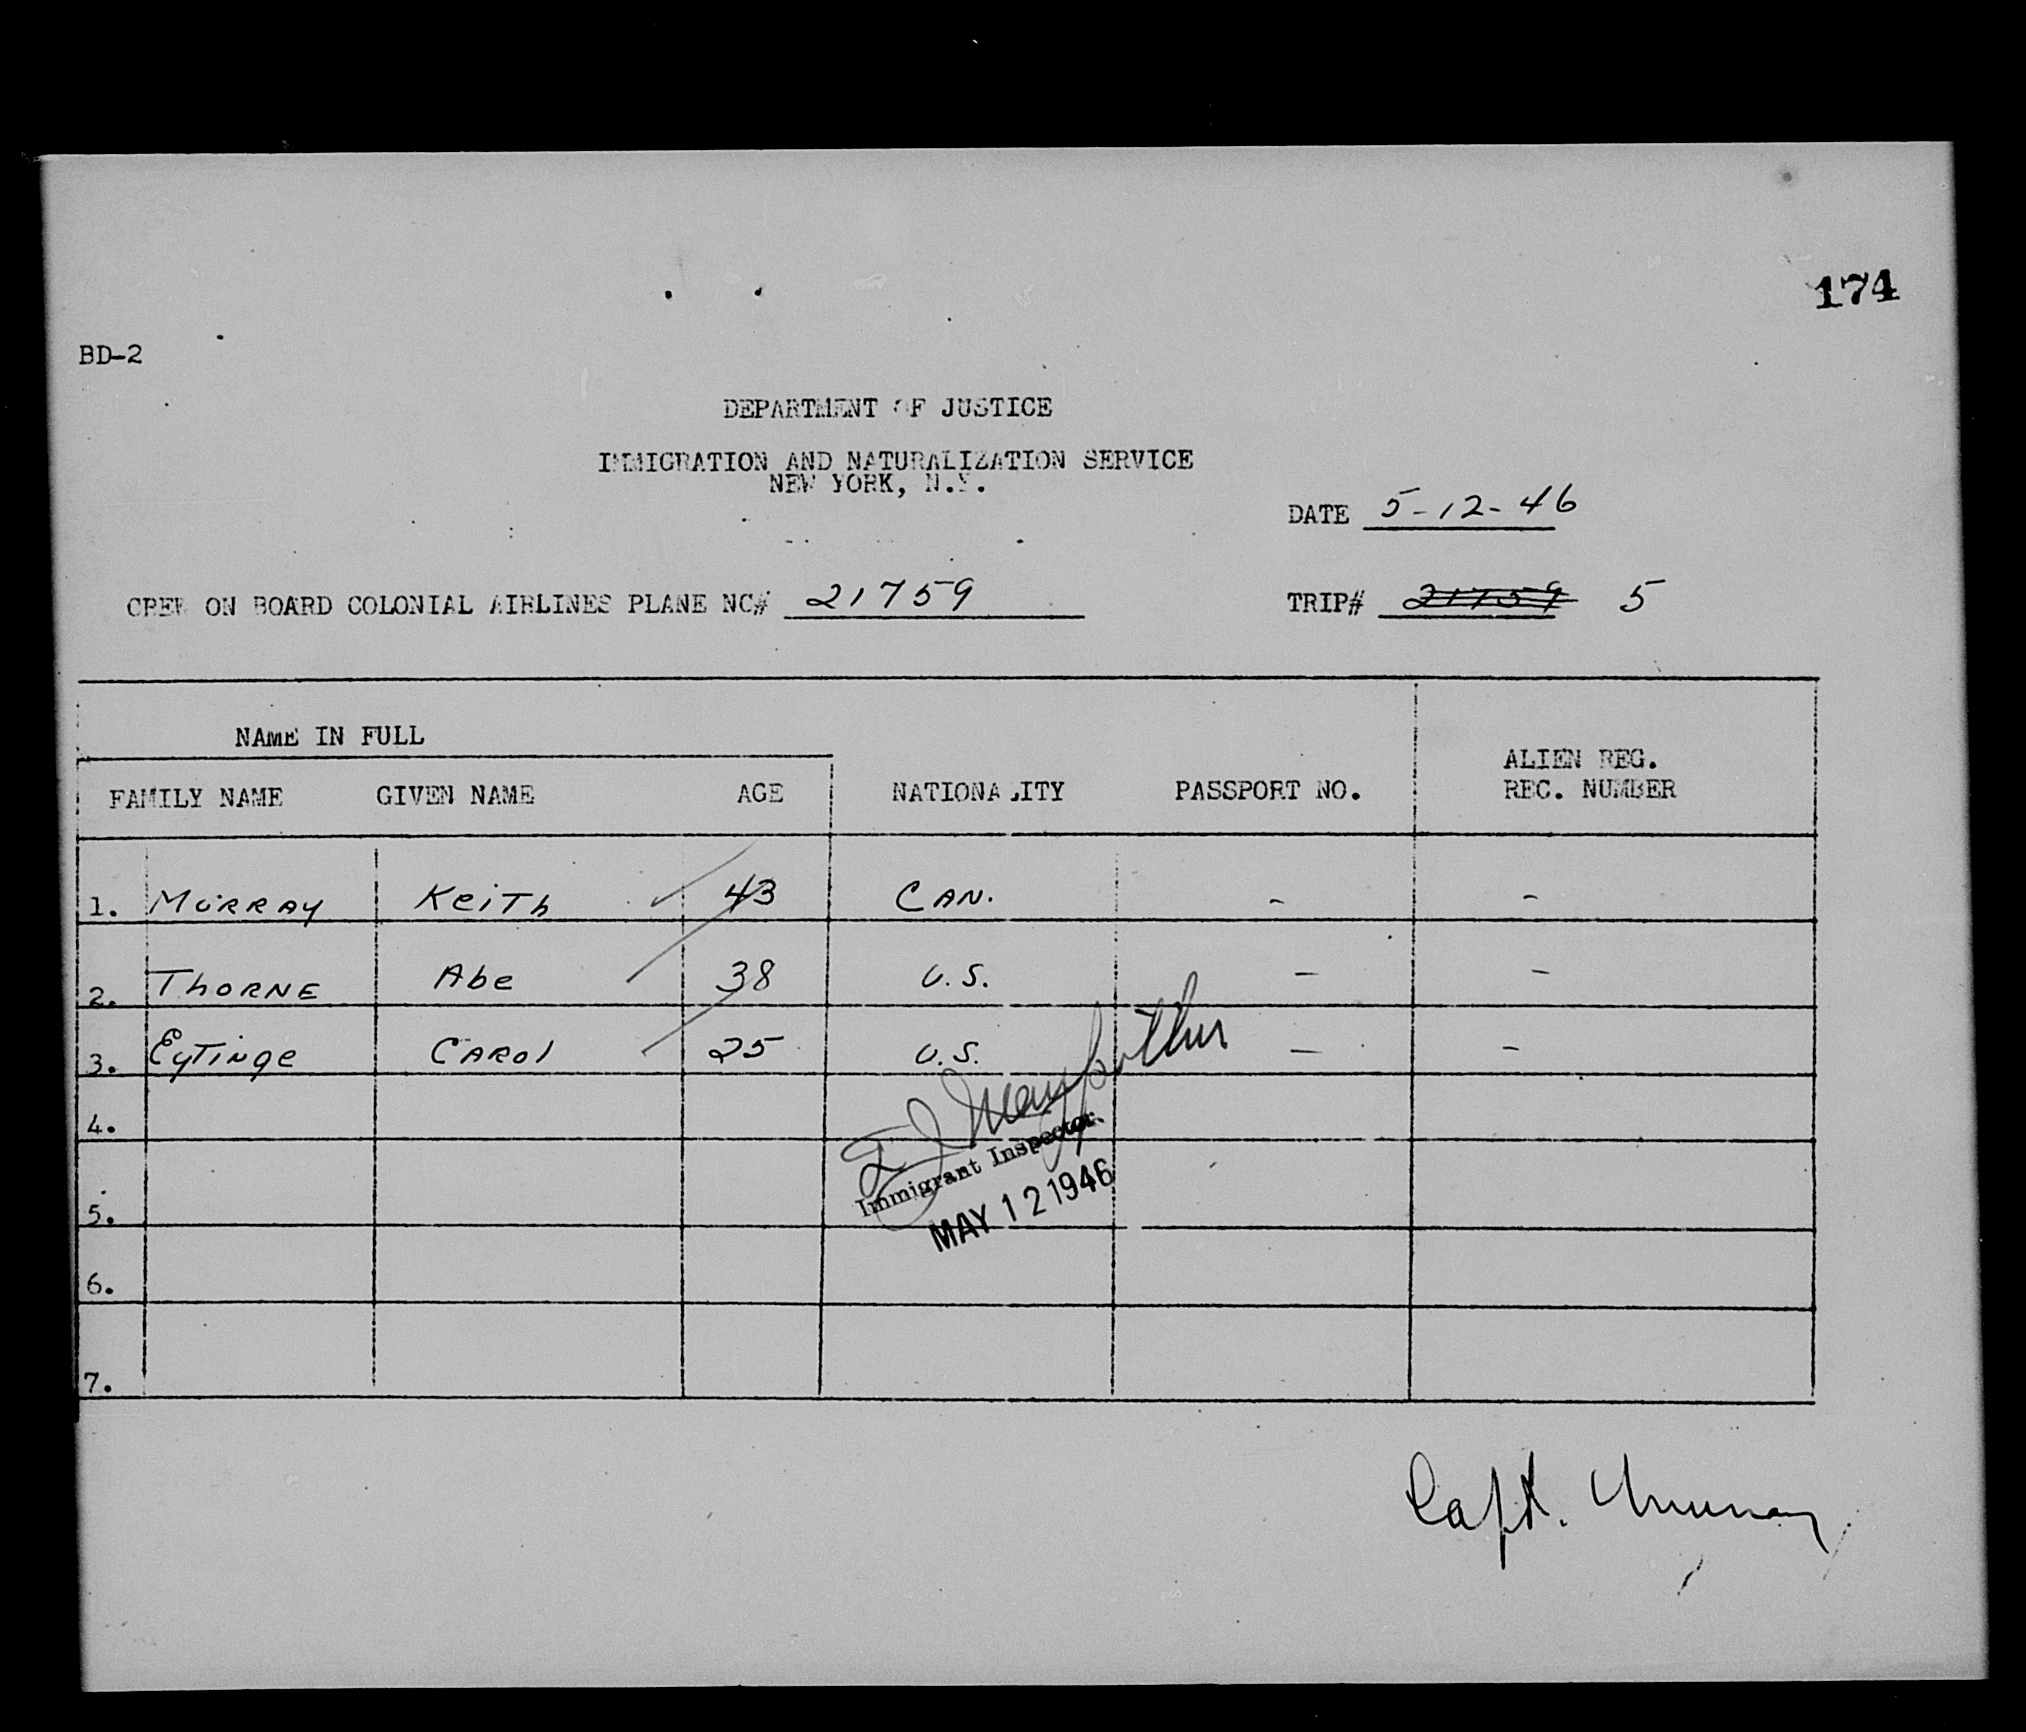 174
BD-2
DEPARTMENT OF JUSTICE
IMMIGRATION AND NATURALIZATION SERVICE
NEW YORK, N.Y.
DATE 5-12-46
CREW ON BOARD COLONIAL AIRLINES PLANE NC# 21759
TRIP# 21759 5
NAME IN FULL
FAMILY NAME GIVEN NAME AGE NATIONALITY PASSPORT NO. ALIEN REG. REC. NUMBER
1. MURRAY KeiTh 43 CAN. - -
2. ThORNE Abe 38 U.S. - -
3. EyTinge CARol 25 U.S. - -
4.
Immigrant Inspector
MAY 12 1946
5.
6.
7.
Capt. Murray